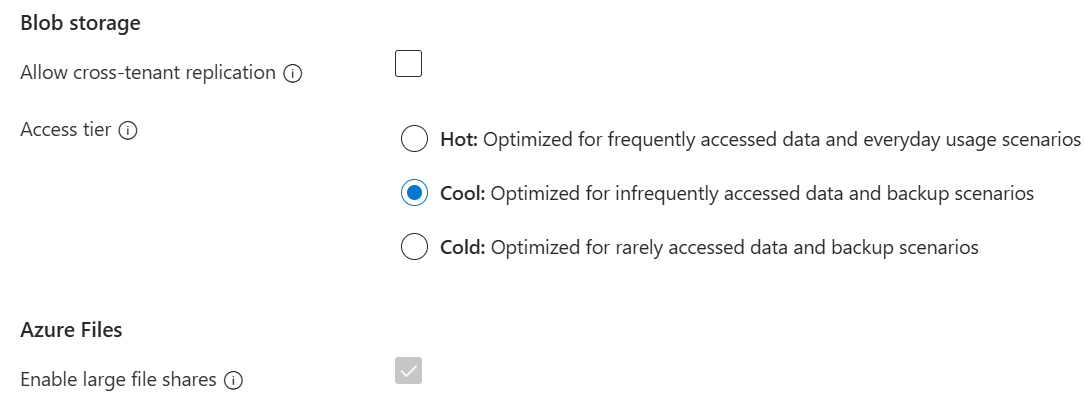 Blob storage
Allow cross-tenant replication
Access tier
Hot: Optimized for frequently accessed data and everyday usage scenarios
Cool: Optimized for infrequently accessed data and backup scenarios
Cold: Optimized for rarely accessed data and backup scenarios
Azure Files
Enable large file shares